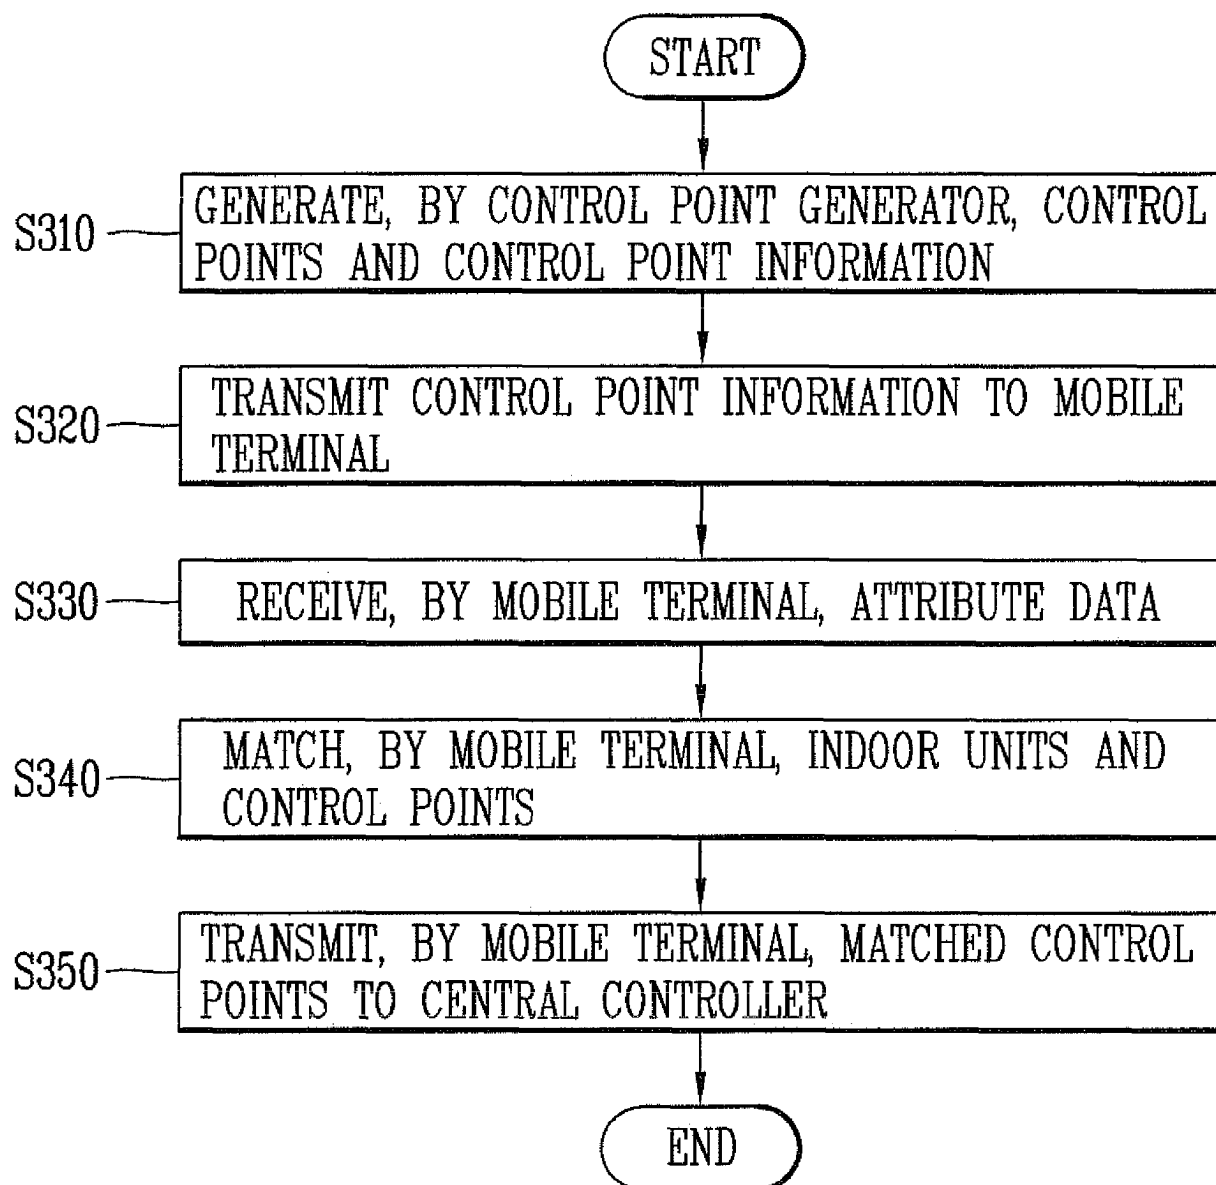 START
S310
GENERATE, BY CONTROL POINT GENERATOR, CONTROL
POINTS AND CONTROL POINT INFORMATION
S320
TRANSMIT CONTROL POINT INFORMATION TO MOBILE
TERMINAL
S330
RECEIVE, BY MOBILE TERMINAL, ATTRIBUTE DATA
S340
MATCH, BY MOBILE TERMINAL, INDOOR UNITS AND
CONTROL POINTS
S350
TRANSMIT, BY MOBILE TERMINAL, MATCHED CONTROL
POINTS TO CENTRAL CONTROLLER
END